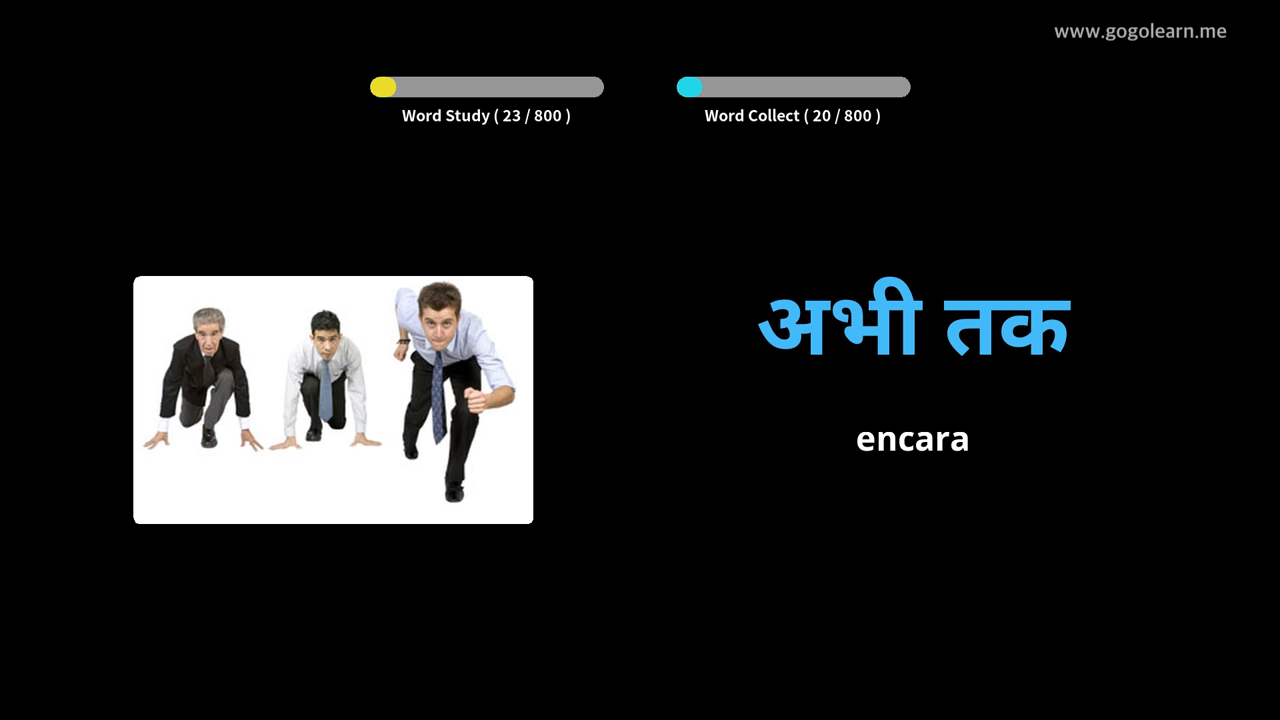 www.gogolearn.me
Word Study ( 23 / 800 )
Word Collect ( 20 / 800 )
अभी तक
encara